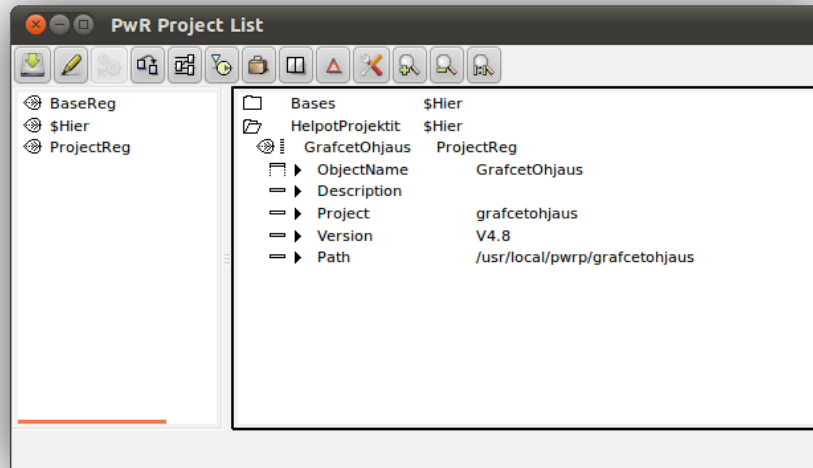 PwR Project List
BaseReg
$Hier
ProjectReg
Bases $Hier
HelpotProjektit $Hier
GrafcetOhjaus ProjectReg
ObjectName GrafcetOhjaus
Description
Project grafcetohjaus
Version V4.8
Path /usr/local/pwrp/grafcetohjaus